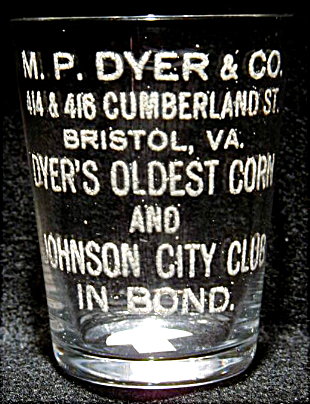 M. P. DYER & CO.
414 & 416 CUMBERLAND ST.
BRISTOL, VA.
DYER'S OLDEST CORN
AND
JOHNSON CITY CLUB
IN BOND.